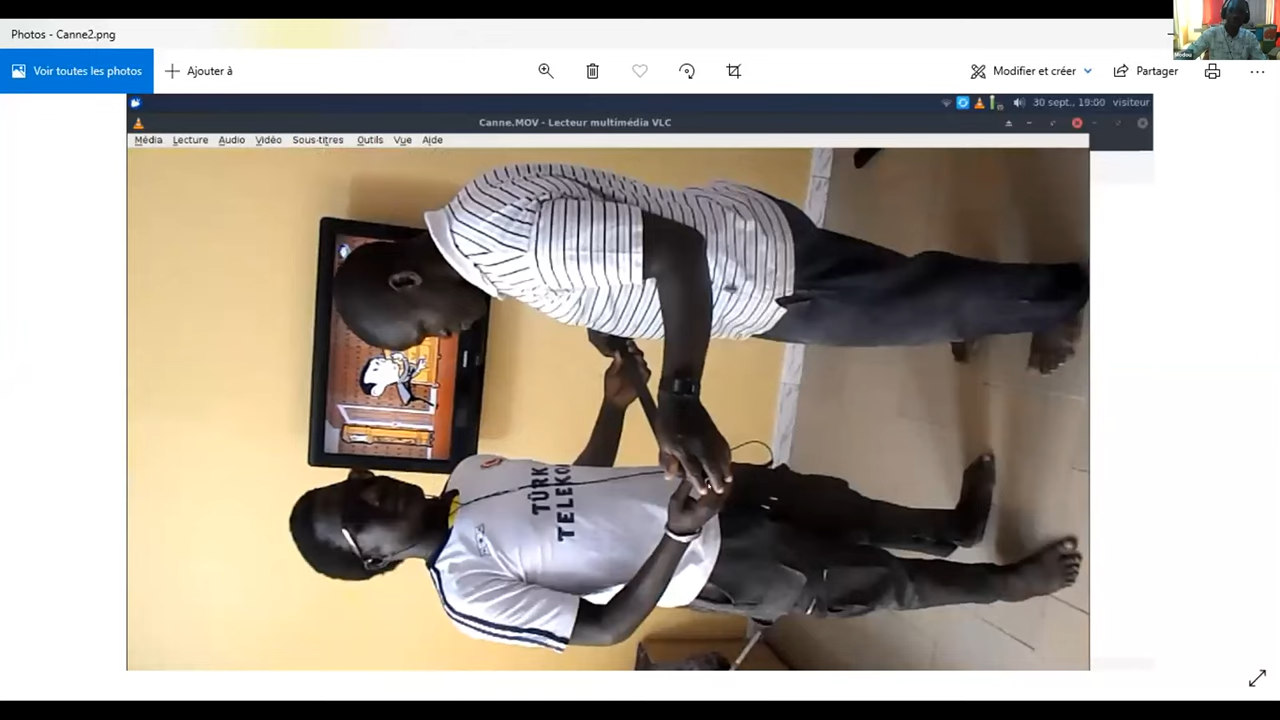 Photos - Canne2.png
Medou
Voir toutes les photos
Ajouter à
Modifier et créer
Partager
30 sept., 19:00 visiteur
Canne.MOV - Lecteur multimédia VLC
Média Lecture Audio Vidéo Sous-titres Outils Vue Aide
TÜRK
TELEKO